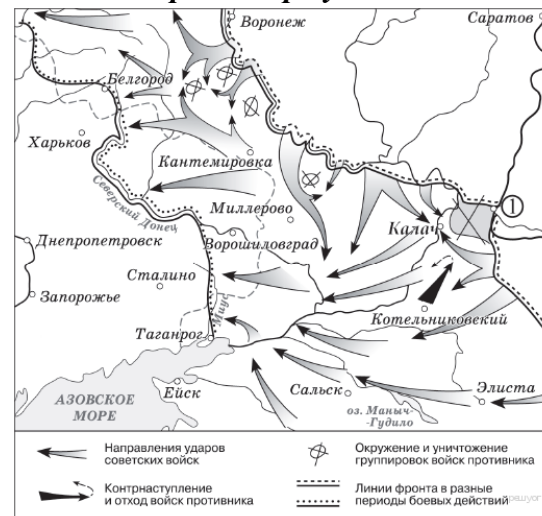 Воронеж
Саратов
Белгород
Харьков
Кантемировка
Северский Донец
Миллерово
Калач
1
Днепропетровск
Ворошиловград
Сталино
Запорожье
Миус
Котельниковский
Таганрог
АЗОВСКОЕ
МОРЕ
Ейск
Сальск
Элиста
оз. Маныч-
-Гудило
Направления ударов
советских войск
Окружение и уничтожение
группировок войск противника
Контрнаступление
и отход войск противника
Линии фронта в разные
периоды боевых действий